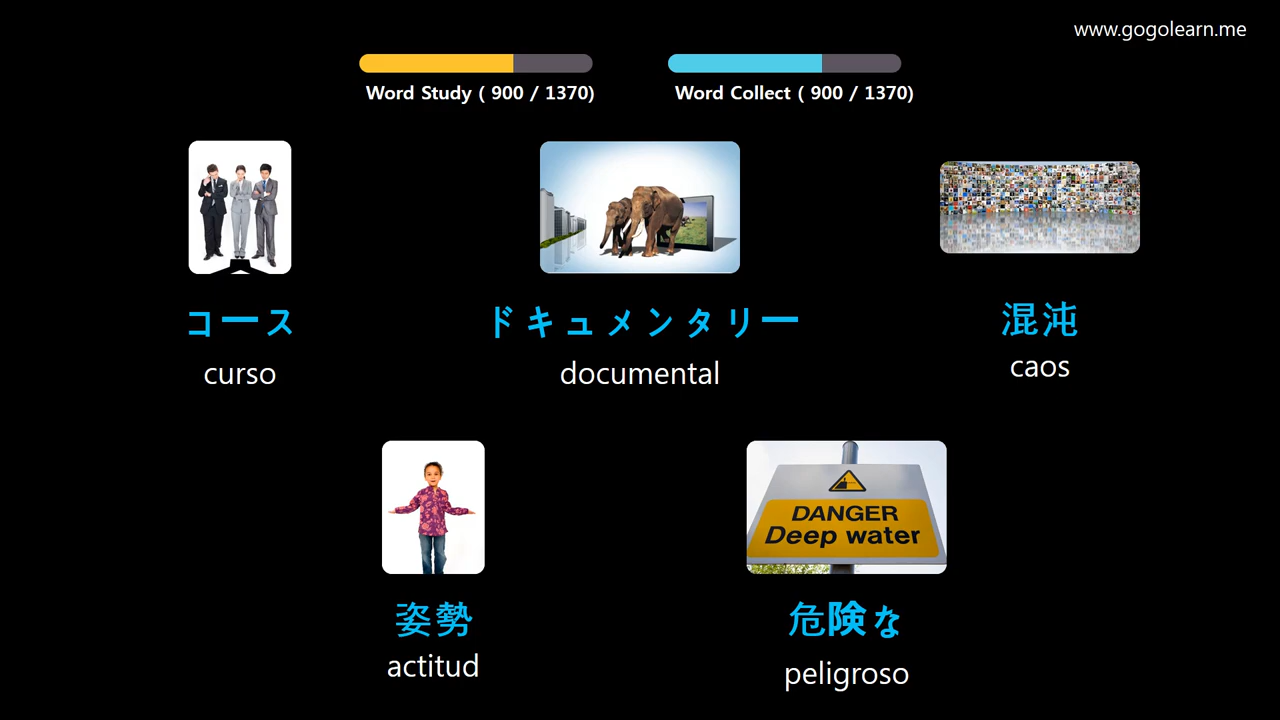 www.gogolearn.me
Word Study ( 900 / 1370)
Word Collect ( 900 / 1370)
コース
curso
ドキュメンタリー
documental
混沌
caos
DANGER
Deep water
姿勢
actitud
危険な
peligroso